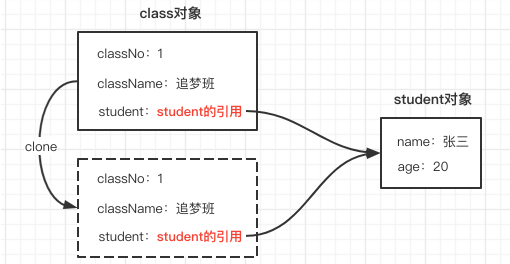 class对象
classNo：1
className：追梦班
student：student的引用
student对象
name：张三
age：20
clone
classNo：1
className：追梦班
student：student的引用